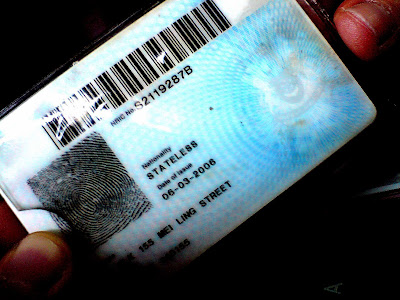 NRIC No. S2119287B
Nationality
STATELESS
Date of Issue
06-03-2006
155 MEI LING STREET